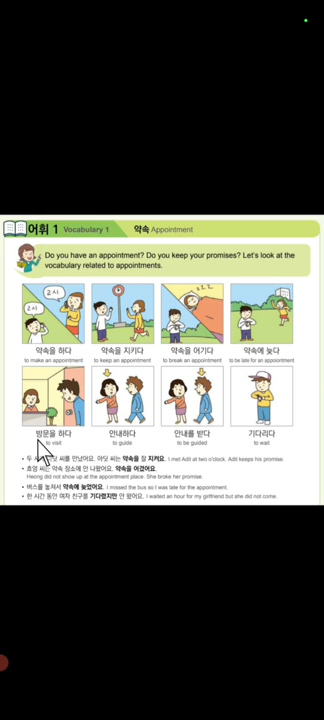 어휘 1 Vocabulary 1 약속 Appointment
Do you have an appointment? Do you keep your promises? Let's look at the
vocabulary related to appointments.
2시
2시
약속을 하다 약속을 지키다 약속을 어기다 약속에 늦다
to make an appointment to keep an appointment to break an appointment to be late for an appointment
방문을 하다 안내하다 안내를 받다 기다리다
to visit to guide to be guided to wait
• 두 씨를 만났어요. 아딧 씨는 약속을 잘 지켜요. I met Adit at two o'clock. Adit keeps his promise.
• 흐엉 씨는 약속 장소에 안 나왔어요. 약속을 어겼어요.
Heong did not show up at the appointment place. She broke her promise.
• 버스를 놓쳐서 약속에 늦었어요. I missed the bus so I was late for the appointment.
• 한 시간 동안 여자 친구를 기다렸지만 안 왔어요. I waited an hour for my girlfriend but she did not come.